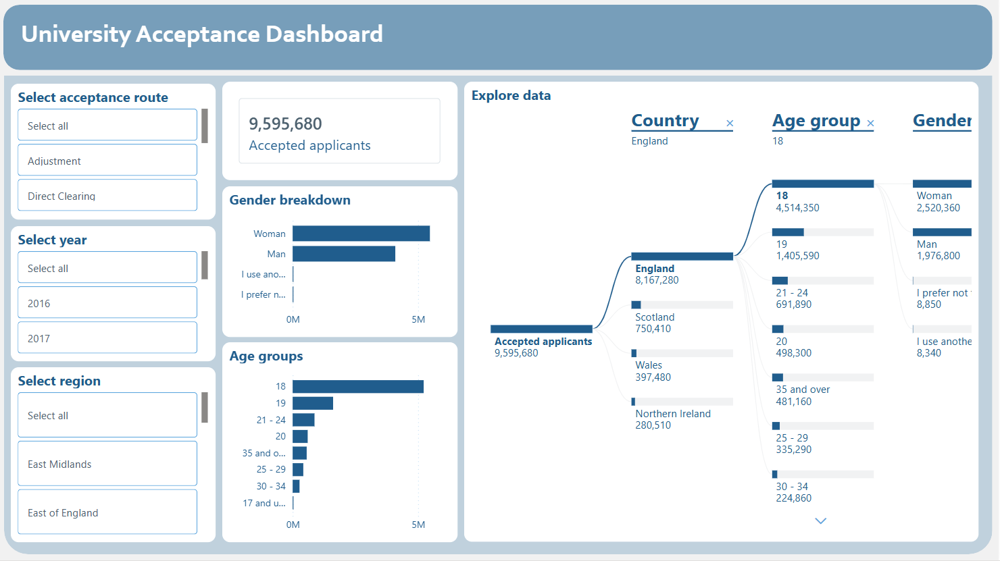 University Acceptance Dashboard
Select acceptance route
Select all
Adjustment
Direct Clearing
Select year
Select all
2016
2017
Select region
Select all
East Midlands
East of England
9,595,680
Accepted applicants
Gender breakdown
Woman
Man
I use ano...
I prefer n...
0M
5M
Age groups
18
19
21 - 24
20
35 and o...
25 - 29
30 - 34
17 and u...
0M
5M
Explore data
Country
England
Age group
18
Gender
Accepted applicants
9,595,680
England
8,167,280
Scotland
750,410
Wales
397,480
Northern Ireland
280,510
18
4,514,350
19
1,405,590
21 - 24
691,890
20
498,300
35 and over
481,160
25 - 29
335,290
30 - 34
224,860
Woman
2,520,360
Man
1,976,800
I prefer not
8,850
I use anothe
8,340